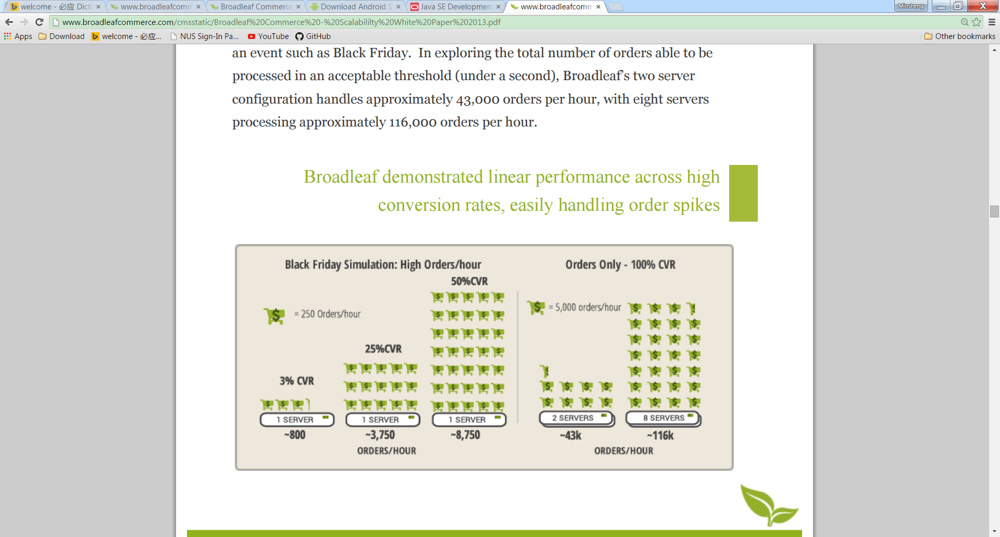 welcome - 必应 Dicti
www.broadleafcomm
Broadleaf Commerce
Download Android S
Java SE Developmen
www.broadleafcomm
Minsheng
www.broadleafcommerce.com/cmsstatic/Broadleaf%20Commerce%20-%20Scalabililty%20White%20Paper%202013.pdf
Apps
Download
welcome - 必应...
NUS Sign-In Pa...
YouTube
GitHub
Other bookmarks
an event such as Black Friday. In exploring the total number of orders able to be
processed in an acceptable threshold (under a second), Broadleaf's two server
configuration handles approximately 43,000 orders per hour, with eight servers
processing approximately 116,000 orders per hour.
Broadleaf demonstrated linear performance across high
conversion rates, easily handling order spikes
Black Friday Simulation: High Orders/hour
= 250 Orders/hour
3% CVR
25%CVR
50%CVR
1 SERVER
1 SERVER
1 SERVER
~800
~3,750
~8,750
ORDERS/HOUR
Orders Only - 100% CVR
= 5,000 orders/hour
2 SERVERS
8 SERVERS
~43k
~116k
ORDERS/HOUR